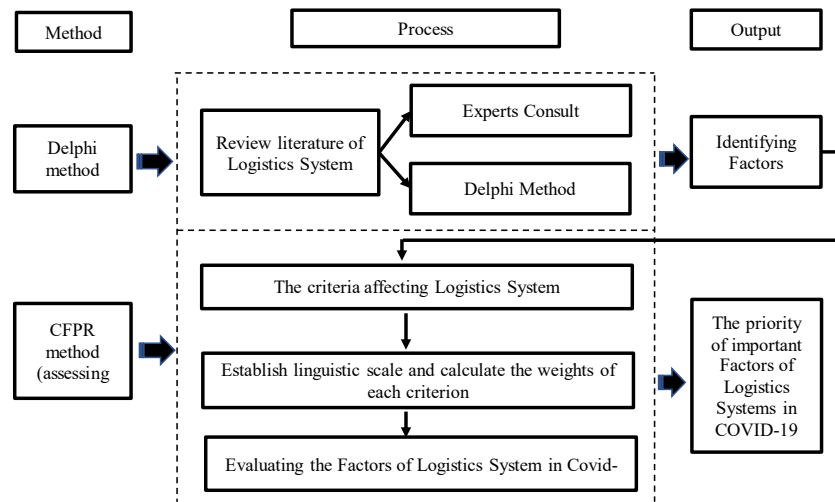 Method
Process
Output
Delphi
method
Review literature of
Logistics System
Experts Consult
Delphi Method
Identifying
Factors
CFPR
method
(assessing
The criteria affecting Logistics System
Establish linguistic scale and calculate the weights of
each criterion
Evaluating the Factors of Logistics System in Covid-
The priority
of important
Factors of
Logistics
Systems in
COVID-19